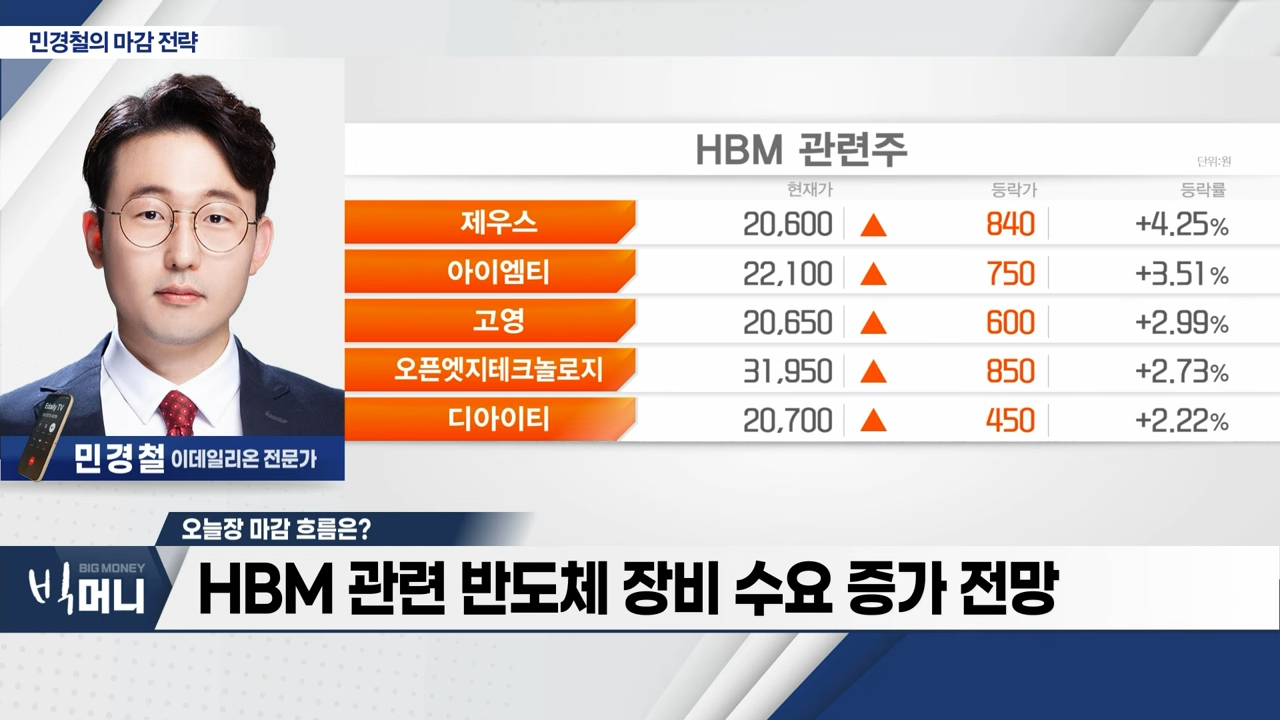 민경철의 마감 전략
HBM 관련주
단위:원
현재가 등락가 등락률
제우스 20,600 ▲ 840 +4.25%
아이엠티 22,100 ▲ 750 +3.51%
고영 20,650 ▲ 600 +2.99%
오픈엣지테크놀로지 31,950 ▲ 850 +2.73%
디아이티 20,700 ▲ 450 +2.22%
Edaily TV
민경철 이데일리온 전문가
오늘장 마감 흐름은?
BIG MONEY
빅머니
HBM 관련 반도체 장비 수요 증가 전망